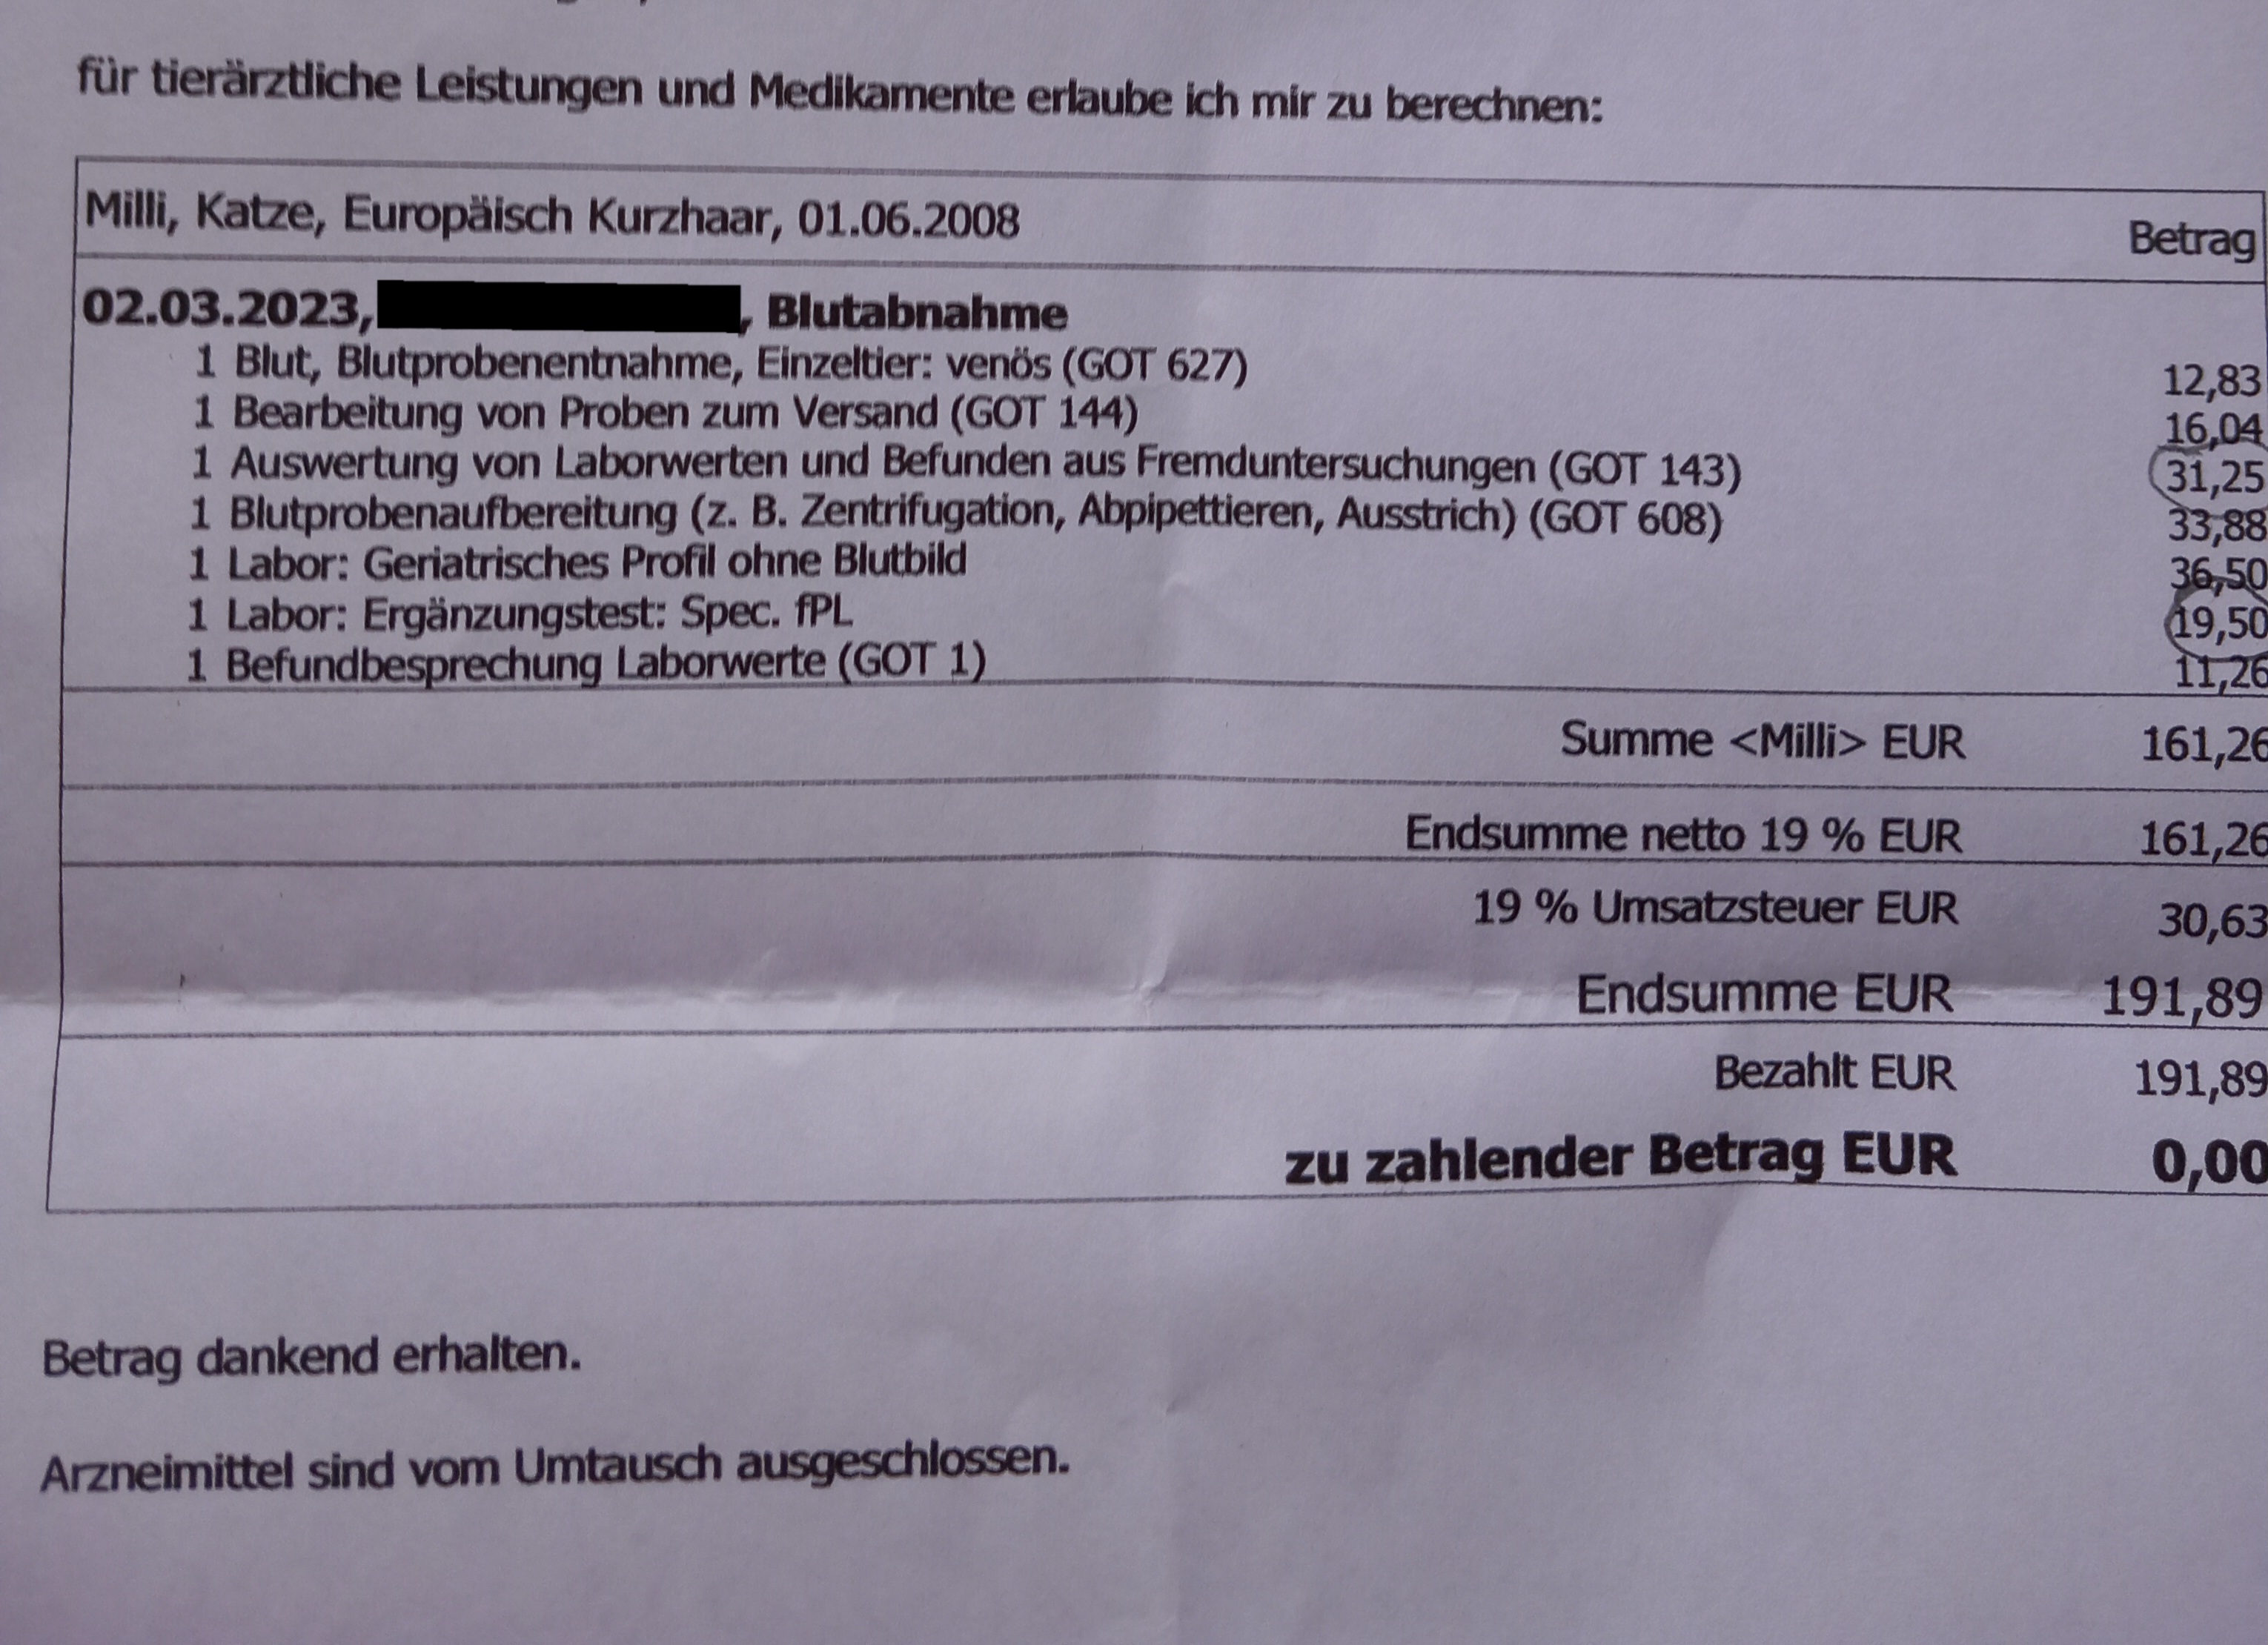 für tierärztliche Leistungen und Medikamente erlaube ich mir zu berechnen:
Milli, Katze, Europäisch Kurzhaar, 01.06.2008 Betrag
02.03.2023, , Blutabnahme
1 Blut, Blutprobenentnahme, Einzeltier: venös (GOT 627) 12,83
1 Bearbeitung von Proben zum Versand (GOT 144) 16,04
1 Auswertung von Laborwerten und Befunden aus Fremduntersuchungen (GOT 143) 31,25
1 Blutprobenaufbereitung (z. B. Zentrifugation, Abpipettieren, Ausstrich) (GOT 608) 33,88
1 Labor: Geriatrisches Profil ohne Blutbild 36,50
1 Labor: Ergänzungstest: Spec. fPL 19,50
1 Befundbesprechung Laborwerte (GOT 1) 11,26
Summe <Milli> EUR 161,26
Endsumme netto 19 % EUR 161,26
19 % Umsatzsteuer EUR 30,63
Endsumme EUR 191,89
Bezahlt EUR 191,89
zu zahlender Betrag EUR 0,00
Betrag dankend erhalten.
Arzneimittel sind vom Umtausch ausgeschlossen.